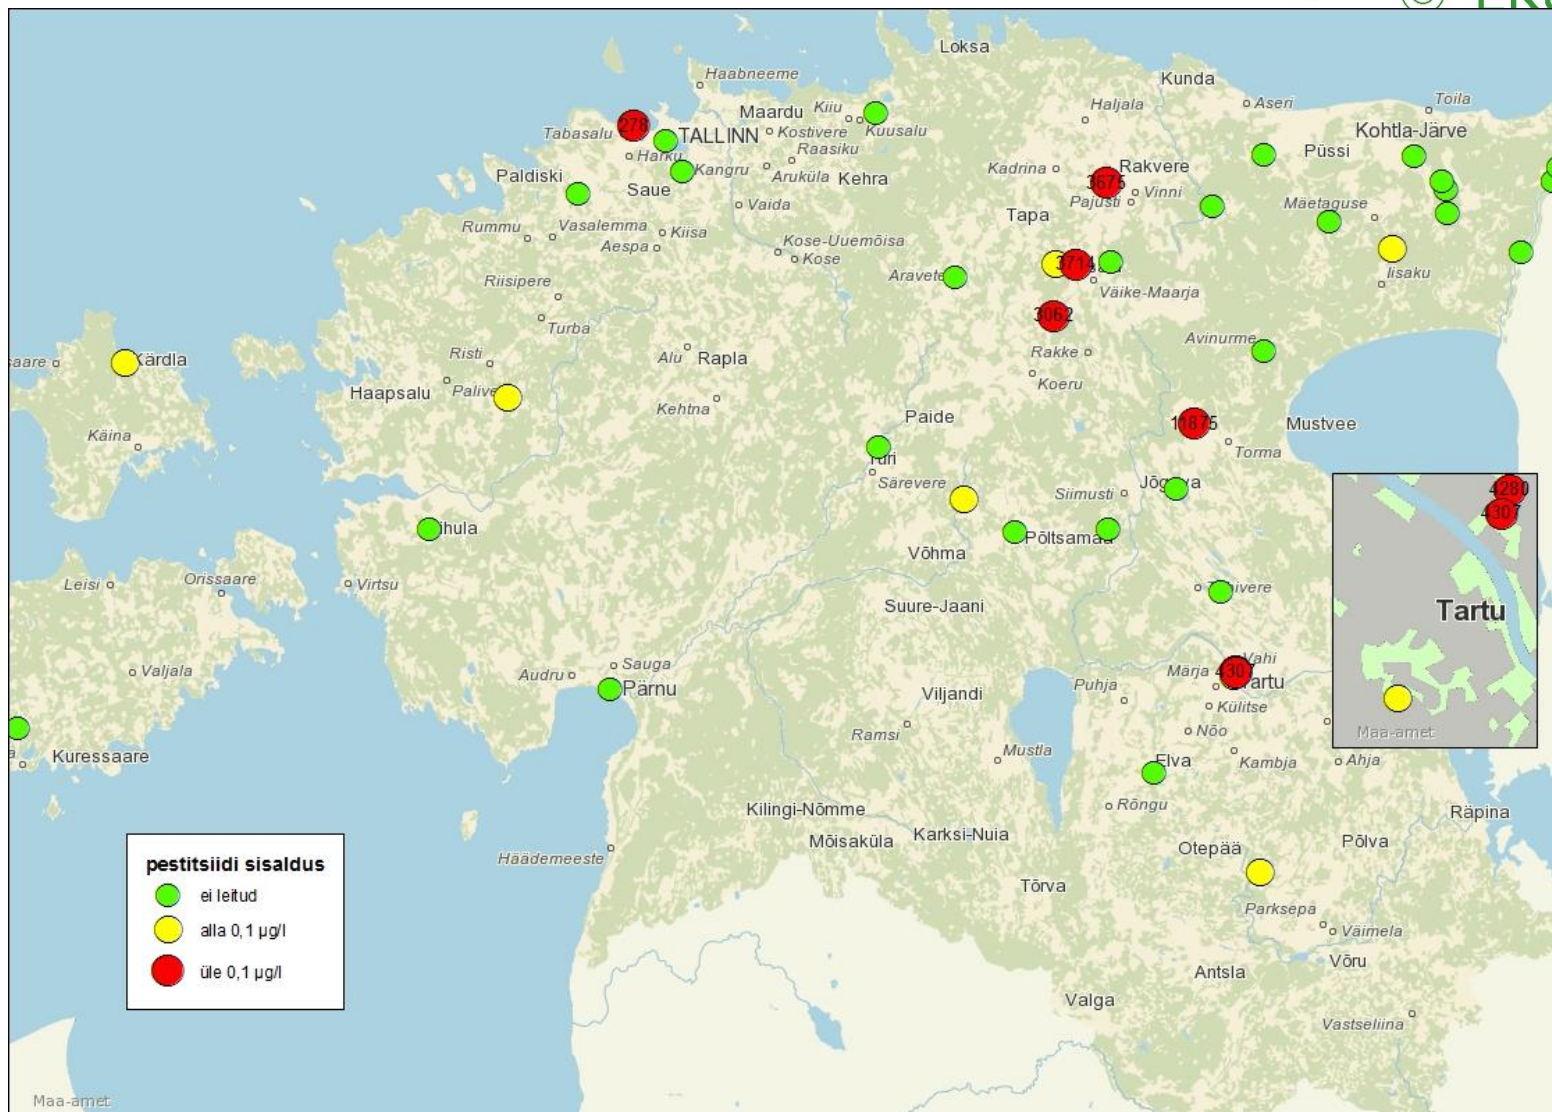 Loksa
Haabneeme
Kunda
Maardu
Kiiu
Haljala
Aseri
Toila
Tabasalu
278
TALLINN
Kostivere
Kuusalu
Kohtla-Järve
Harku
Raasiku
Püssi
Kadrina
Rakvere
Paldiski
Saue
Kangru
Aruküla
Kehra
3675
Vinni
Pajusti
Vaida
Tapa
Mäetaguse
Rummu
Vasalemma
Kiisa
Aespa
Kose-Uuemõisa
Kose
Aravete
3714
Iisaku
Riisipere
Väike-Maarja
3062
Turba
Avinurme
Kärdla
Risti
Alu
Rapla
Rakke
Haapsalu
Koeru
Kehtna
Paide
11875
Mustvee
Käina
Torma
Türi
Särevere
Siimusti
4280
4307
Lihula
Põltsamaa
Võhma
Leisi
Orissaare
Virtsu
Suure-Jaani
Tartu
Valjala
Audru
Sauga
Pärnu
Märja
Vahi
4307
Tartu
Puhja
Viljandi
Külitse
Ramsi
Nõo
Maa-amet
Kuressaare
Mustla
Elva
Kambja
Ahja
Rõngu
Kilingi-Nõmme
Räpina
Mõisaküla
Karksi-Nuia
Põlva
Häädemeeste
Otepää
pestitsiidi sisaldus
ei leitud
alla 0,1 µg/l
üle 0,1 µg/l
Tõrva
Parksepa
Väimela
Võru
Antsla
Valga
Vastseliina
Maa-amet